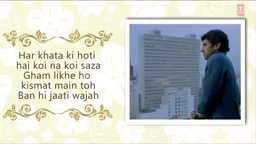 T-SERIES
Har khata ki hoti
hai koi na koi saza
Gham likhe ho
kismat main toh
Ban hi jaati wajah